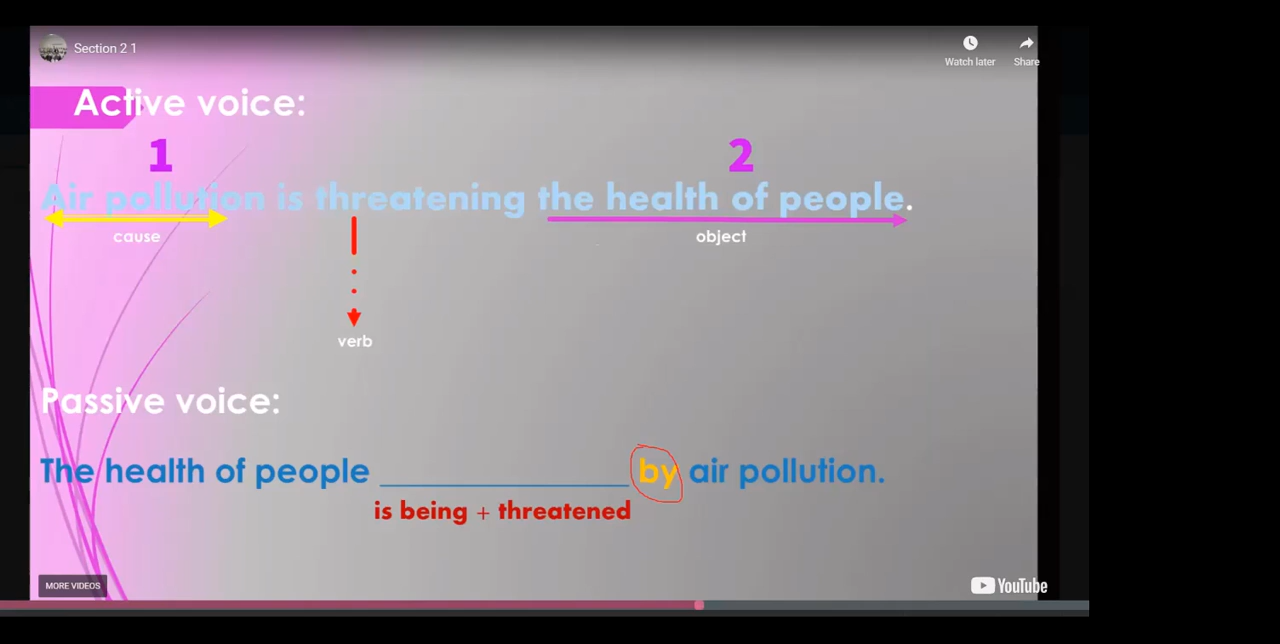 Section 2 1
Watch later
Share
Active voice:
1
2
Air pollution is threatening the health of people.
cause
object
verb
Passive voice:
The health of people ____________ by air pollution.
is being + threatened
MORE VIDEOS
YouTube